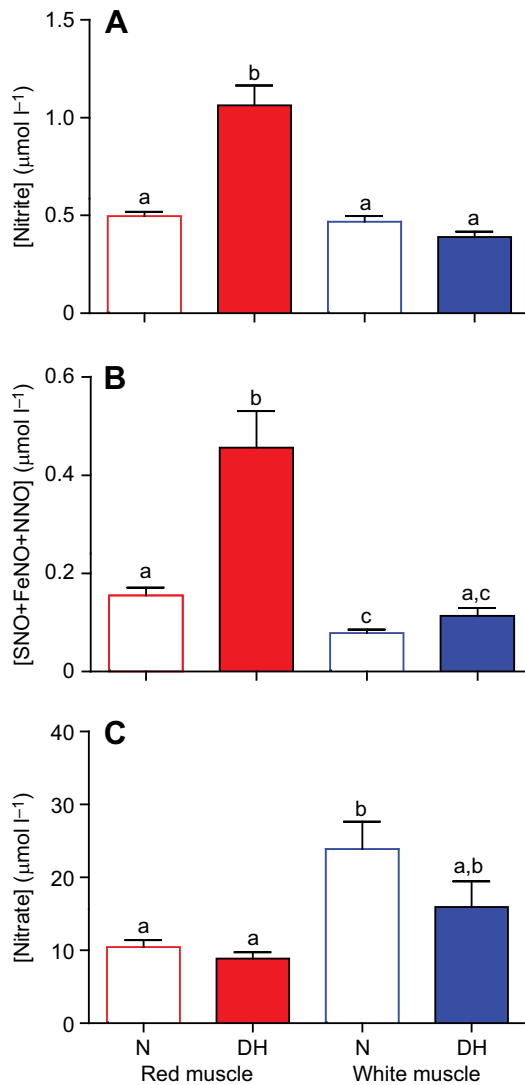 A
[Nitrite] (μmol l⁻¹)
1.5
1.0
0.5
0
a
b
a
a
B
[SNO+FeNO+NNO] (μmol l⁻¹)
0.6
0.4
0.2
0
a
b
c
a,c
C
[Nitrate] (μmol l⁻¹)
40
30
20
10
0
a
a
b
a,b
N DH N DH
Red muscle White muscle